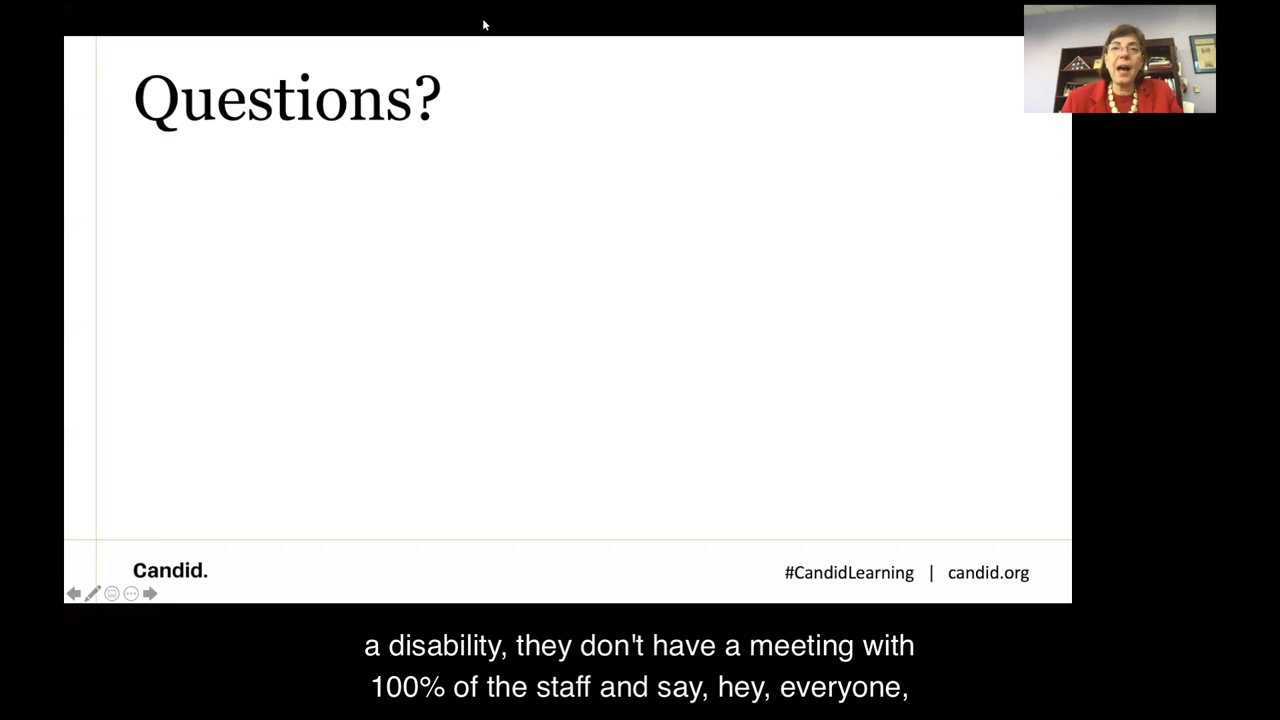 Questions?
Candid.
#CandidLearning | candid.org
a disability, they don't have a meeting with
100% of the staff and say, hey, everyone,